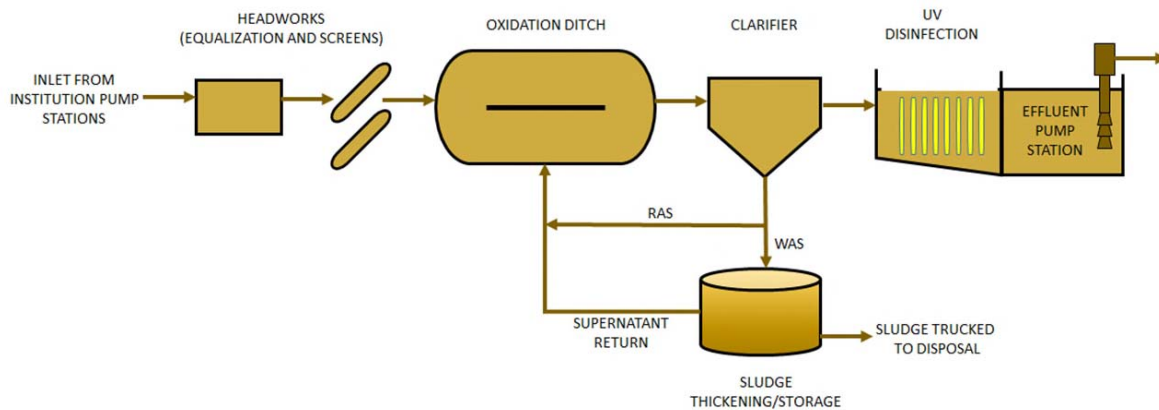 HEADWORKS
(EQUALIZATION AND SCREENS)
OXIDATION DITCH
CLARIFIER
UV
DISINFECTION
INLET FROM
INSTITUTION PUMP
STATIONS
EFFLUENT
PUMP
STATION
RAS
WAS
SUPERNATANT
RETURN
SLUDGE TRUCKED
TO DISPOSAL
SLUDGE
THICKENING/STORAGE